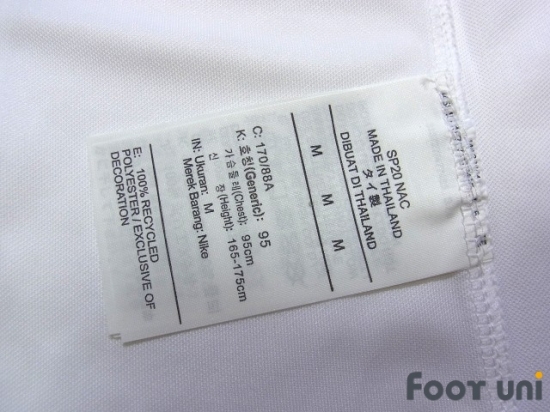 SP20 NAC
MADE IN THAILAND
タイ製
DIBUAT DI THAILAND
M M M
C: 170/88A
K: 호칭(Generic): 95
가슴둘레(Chest): 95cm
신 장(Height): 165-175cm
IN: Ukuran: M
Merek Barang: Nike
E: 100% RECYCLED
POLYESTER / EXCLUSIVE OF
DECORATION
FOOT UNI